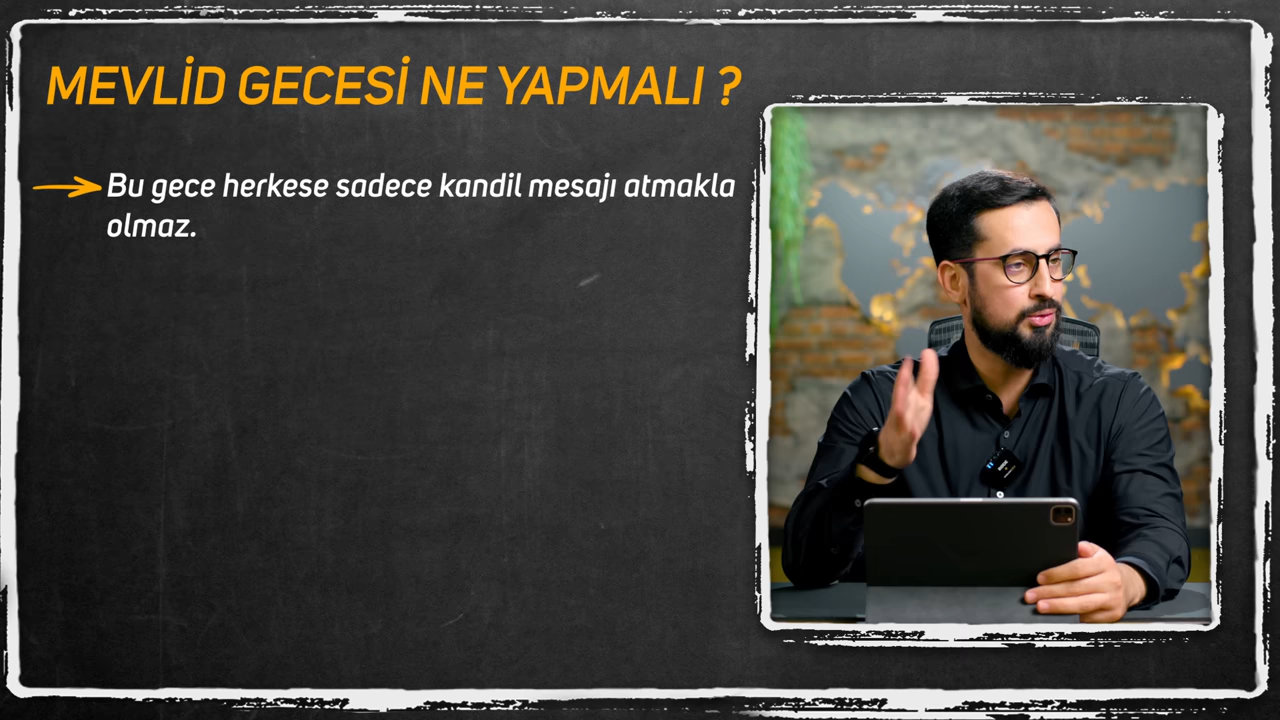 MEVLİD GECESİ NE YAPMALI ?
Bu gece herkese sadece kandil mesajı atmakla
olmaz.